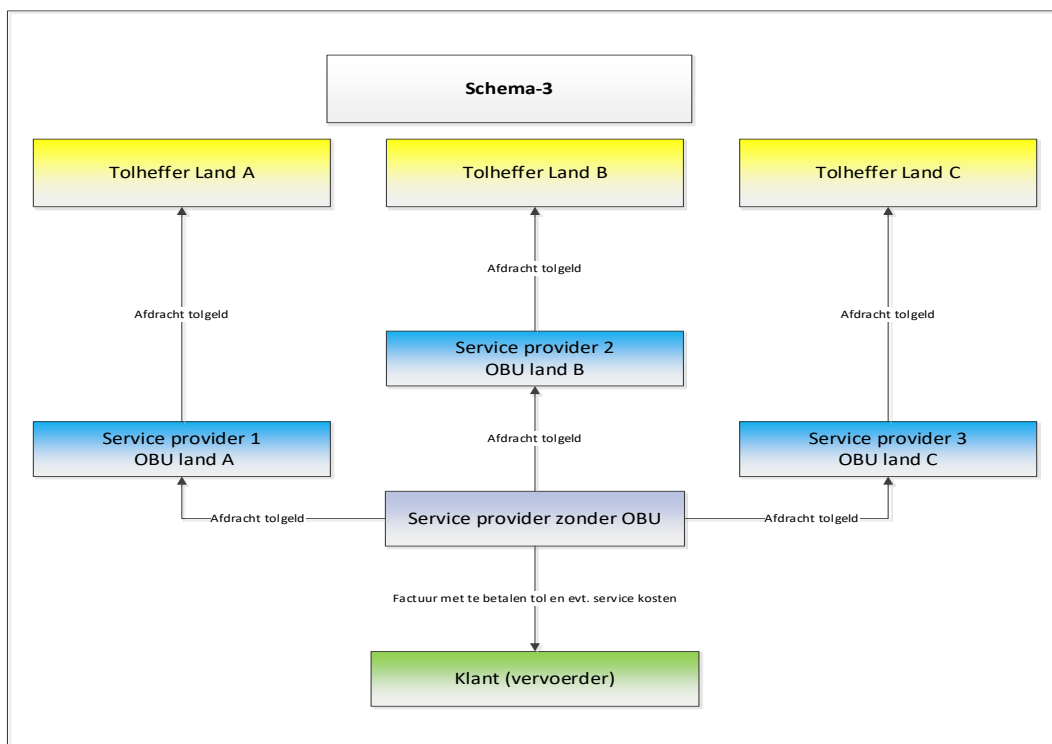 Schema-3
Tolheffer Land A
Tolheffer Land B
Tolheffer Land C
Afdracht tolgeld
Afdracht tolgeld
Afdracht tolgeld
Service provider 2
OBU land B
Service provider 1
OBU land A
Afdracht tolgeld
Service provider 3
OBU land C
Afdracht tolgeld
Service provider zonder OBU
Afdracht tolgeld
Factuur met te betalen tol en evt. service kosten
Klant (vervoerder)